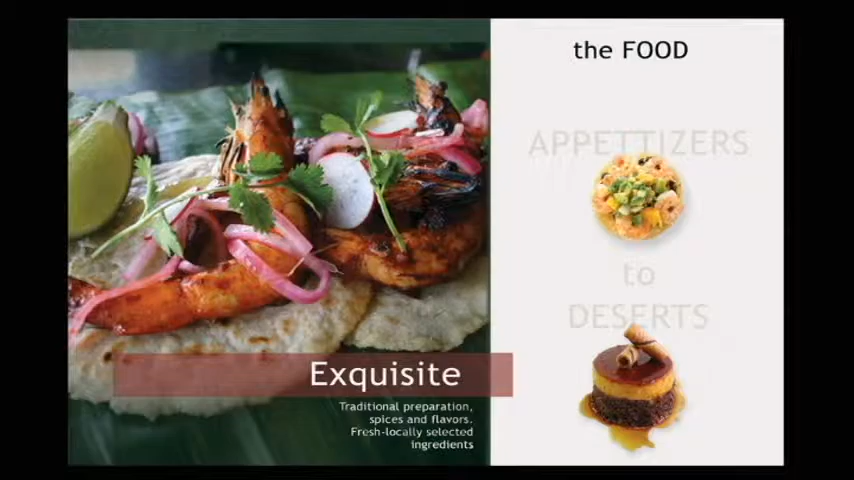 the FOOD
APPETTIZERS
to
DESERTS
Exquisite
Traditional preparation,
spices and flavors.
Fresh-locally selected
ingredients